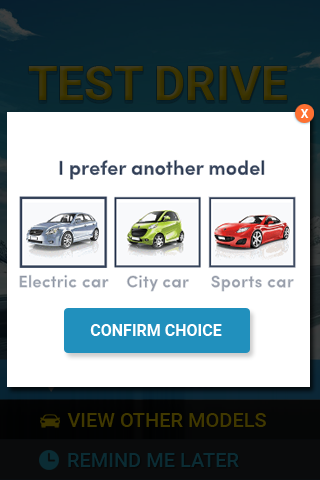 TEST DRIVE
X
I prefer another model
Electric car
City car
Sports car
CONFIRM CHOICE
VIEW OTHER MODELS
REMIND ME LATER